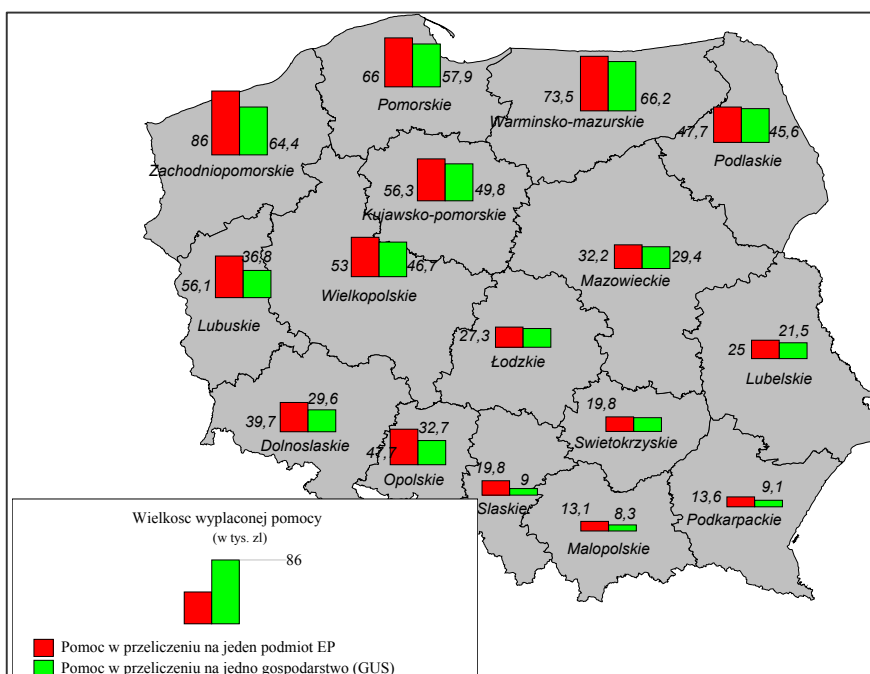 66
57,9
Pomorskie
73,5
66,2
Warminsko-mazurskie
86
64,4
Zachodniopomorskie
47,7
45,6
Podlaskie
56,3
49,8
Kujawsko-pomorskie
36,8
56,1
Lubuskie
53
46,7
Wielkopolskie
32,2
29,4
Mazowieckie
27,3
Łodzkie
21,5
25
Lubelskie
29,6
39,7
Dolnoslaskie
32,7
47,7
Opolskie
19,8
Swietokrzyskie
19,8
9
Slaskie
13,1
8,3
Malopolskie
13,6
9,1
Podkarpackie
Wielkosc wyplaconej pomocy
(w tys. zl)
86
Pomoc w przeliczeniu na jeden podmiot EP
Pomoc w przeliczeniu na jedno gospodarstwo (GUS)